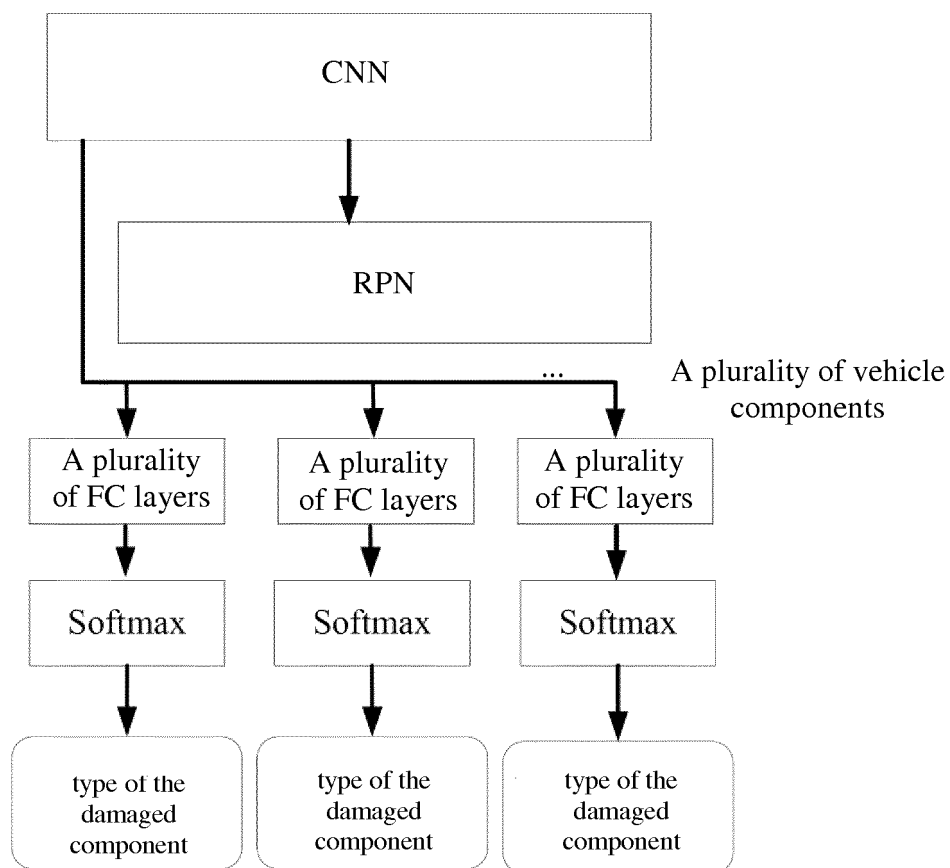 CNN
RPN
...
A plurality of vehicle
components
A plurality
of FC layers
A plurality
of FC layers
A plurality
of FC layers
Softmax
Softmax
Softmax
type of the
damaged
component
type of the
damaged
component
type of the
damaged
component